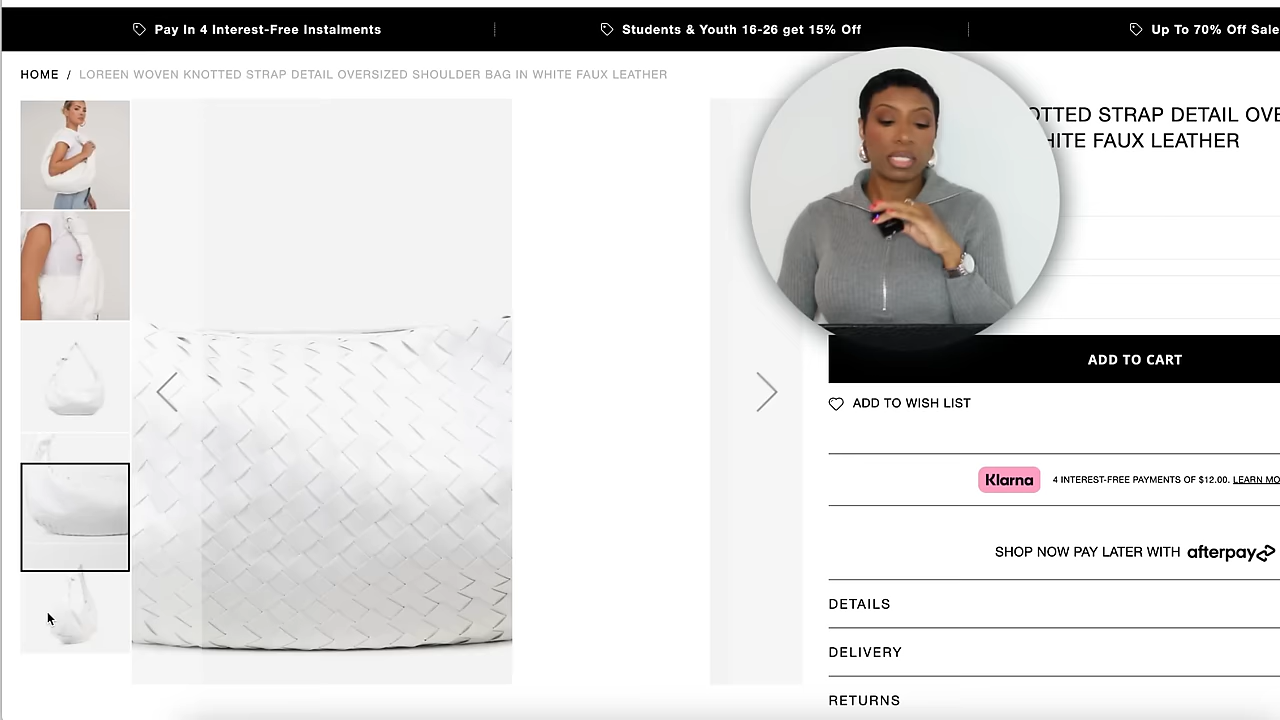 Pay In 4 Interest-Free Instalments
Students & Youth 16-26 get 15% Off
Up To 70% Off Sale
HOME / LOREEN WOVEN KNOTTED STRAP DETAIL OVERSIZED SHOULDER BAG IN WHITE FAUX LEATHER
OTTED STRAP DETAIL OVE
HITE FAUX LEATHER
ADD TO CART
ADD TO WISH LIST
Klarna 4 INTEREST-FREE PAYMENTS OF $12.00. LEARN MO
SHOP NOW PAY LATER WITH afterpay
DETAILS
DELIVERY
RETURNS